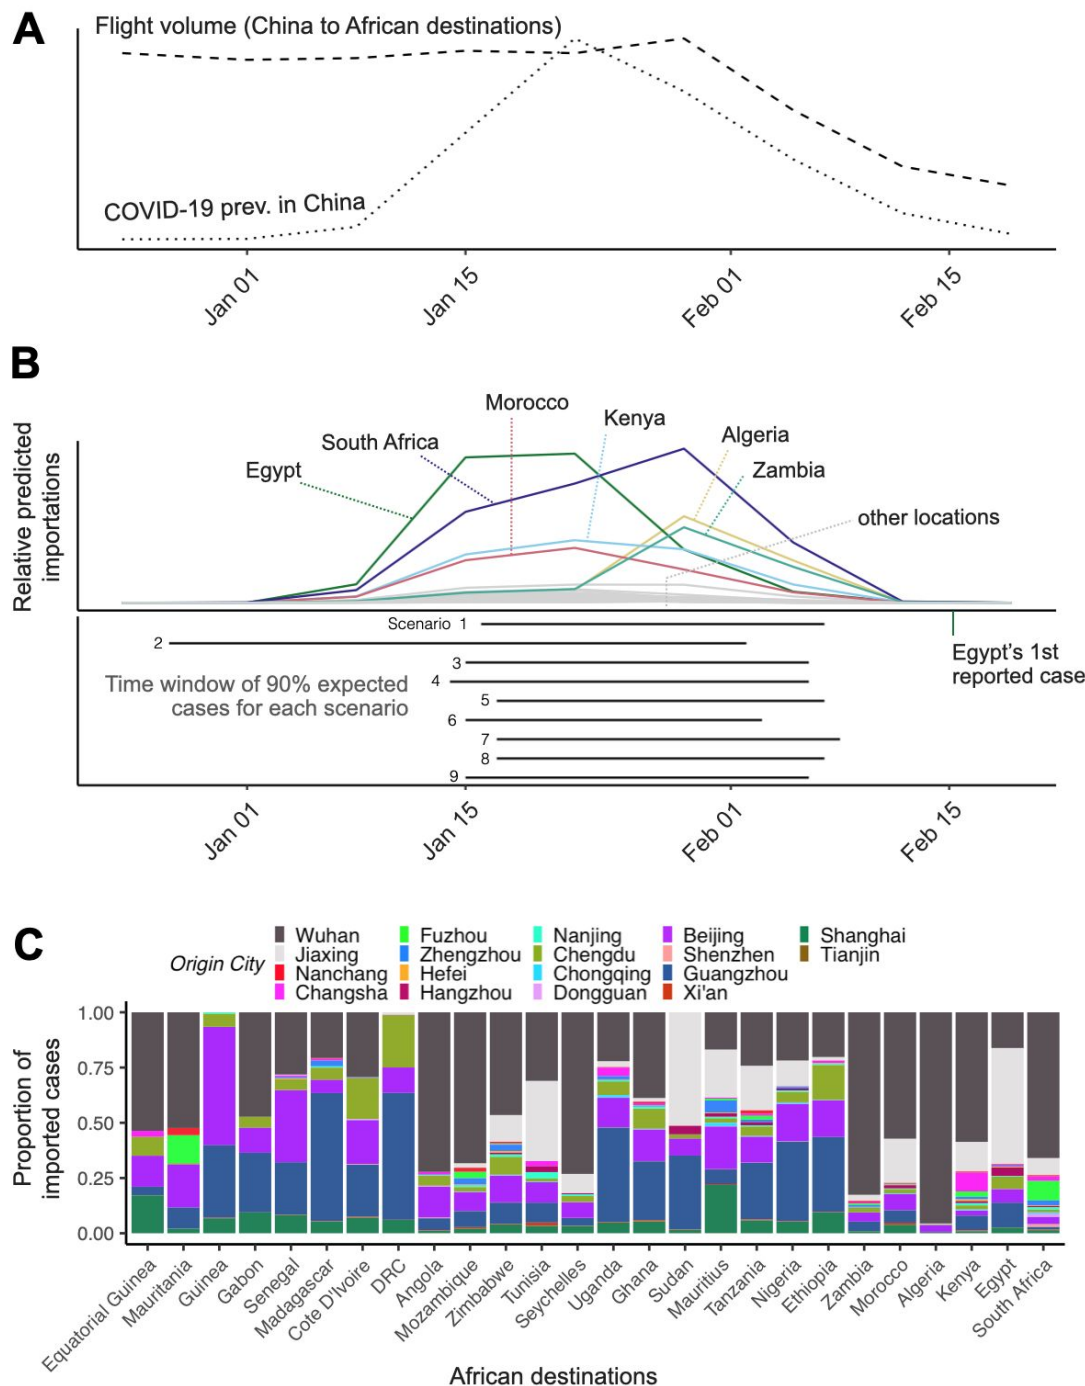 A
Flight volume (China to African destinations)
COVID-19 prev. in China
Jan 01
Jan 15
Feb 01
Feb 15
B
Relative predicted
importations
Morocco
Kenya
South Africa
Algeria
Egypt
Zambia
other locations
Scenario 1
2
3
4
5
6
7
8
9
Time window of 90% expected
cases for each scenario
Egypt's 1st
reported case
Jan 01
Jan 15
Feb 01
Feb 15
C
Origin City
Wuhan
Jiaxing
Nanchang
Changsha
Fuzhou
Zhengzhou
Hefei
Hangzhou
Nanjing
Chengdu
Chongqing
Dongguan
Beijing
Shenzhen
Guangzhou
Xi'an
Shanghai
Tianjin
Proportion of
imported cases
1.00
0.75
0.50
0.25
0.00
Equatorial Guinea
Mauritania
Guinea
Gabon
Senegal
Madagascar
Cote D'Ivoire
DRC
Angola
Mozambique
Zimbabwe
Tunisia
Seychelles
Uganda
Ghana
Sudan
Mauritius
Tanzania
Nigeria
Ethiopia
Zambia
Morocco
Algeria
Kenya
Egypt
South Africa
African destinations